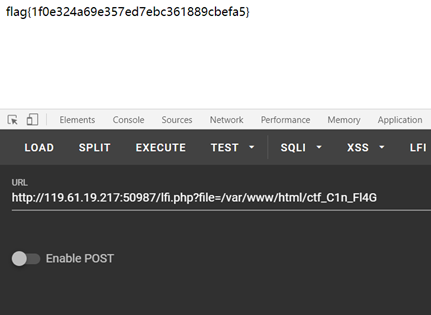 flag{1f0e324a69e357ed7ebc361889cbefa5}
Elements Console Sources Network Performance Memory Application
LOAD SPLIT EXECUTE TEST SQLI XSS LFI
URL
http://119.61.19.217:50987/lfi.php?file=/var/www/html/ctf_C1n_Fl4G
Enable POST